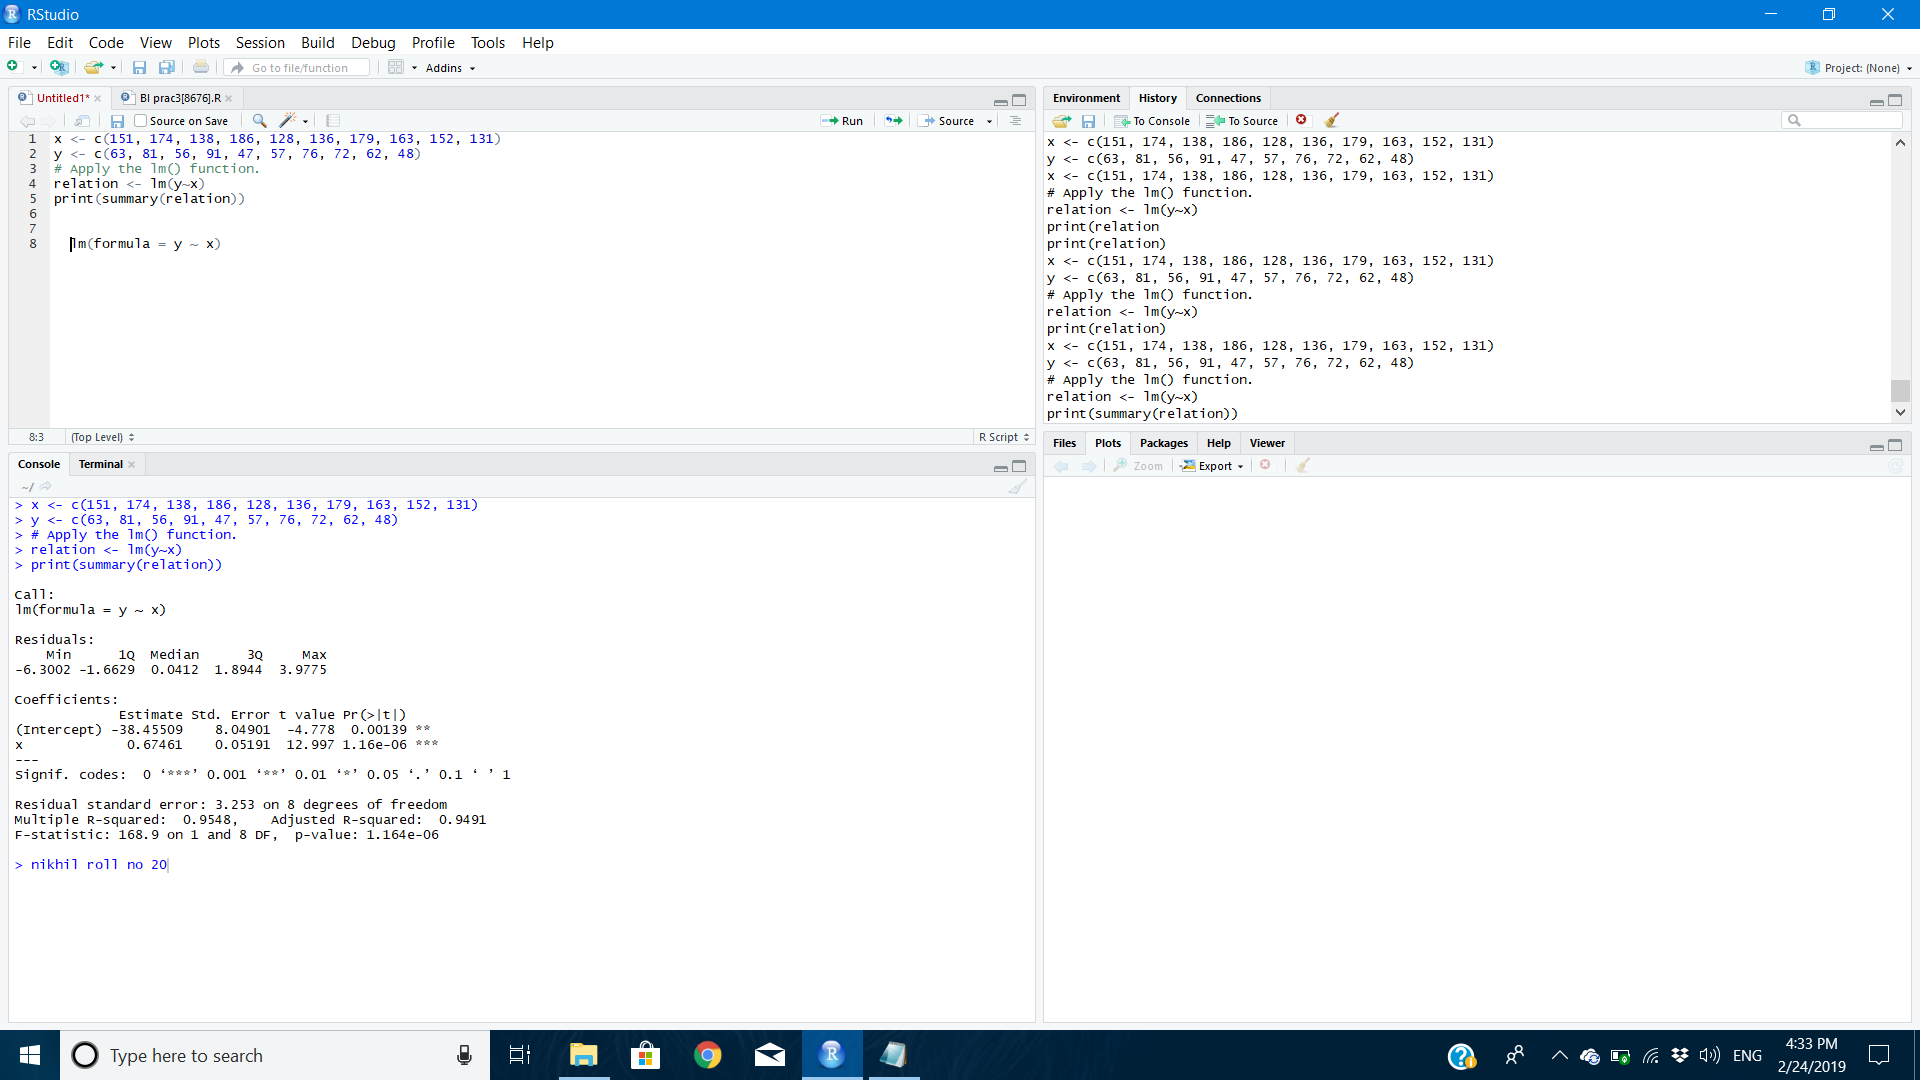 RStudio
File Edit Code View Plots Session Build Debug Profile Tools Help
Go to file/function Addins Project: (None)
Untitled1* BI prac3[8676].R
Source on Save Run Source
1 x <- c(151, 174, 138, 186, 128, 136, 179, 163, 152, 131)
2 y <- c(63, 81, 56, 91, 47, 57, 76, 72, 62, 48)
3 # Apply the lm() function.
4 relation <- lm(y~x)
5 print(summary(relation))
6
7
8 lm(formula = y ~ x)
8:3 (Top Level) R Script
Console Terminal
~/
> x <- c(151, 174, 138, 186, 128, 136, 179, 163, 152, 131)
> y <- c(63, 81, 56, 91, 47, 57, 76, 72, 62, 48)
> # Apply the lm() function.
> relation <- lm(y~x)
> print(summary(relation))
Call:
lm(formula = y ~ x)
Residuals:
Min 1Q Median 3Q Max
-6.3002 -1.6629 0.0412 1.8944 3.9775
Coefficients:
Estimate Std. Error t value Pr(>|t|)
(Intercept) -38.45509 8.04901 -4.778 0.00139 **
x 0.67461 0.05191 12.997 1.16e-06 ***
---
Signif. codes: 0 ‘***’ 0.001 ‘**’ 0.01 ‘*’ 0.05 ‘.’ 0.1 ‘ ’ 1
Residual standard error: 3.253 on 8 degrees of freedom
Multiple R-squared: 0.9548, Adjusted R-squared: 0.9491
F-statistic: 168.9 on 1 and 8 DF, p-value: 1.164e-06
> nikhil roll no 20
Environment History Connections
To Console To Source
x <- c(151, 174, 138, 186, 128, 136, 179, 163, 152, 131)
y <- c(63, 81, 56, 91, 47, 57, 76, 72, 62, 48)
x <- c(151, 174, 138, 186, 128, 136, 179, 163, 152, 131)
# Apply the lm() function.
relation <- lm(y~x)
print(relation
print(relation)
x <- c(151, 174, 138, 186, 128, 136, 179, 163, 152, 131)
y <- c(63, 81, 56, 91, 47, 57, 76, 72, 62, 48)
# Apply the lm() function.
relation <- lm(y~x)
print(relation)
x <- c(151, 174, 138, 186, 128, 136, 179, 163, 152, 131)
y <- c(63, 81, 56, 91, 47, 57, 76, 72, 62, 48)
# Apply the lm() function.
relation <- lm(y~x)
print(summary(relation))
Files Plots Packages Help Viewer
Zoom Export
Type here to search
ENG
4:33 PM
2/24/2019